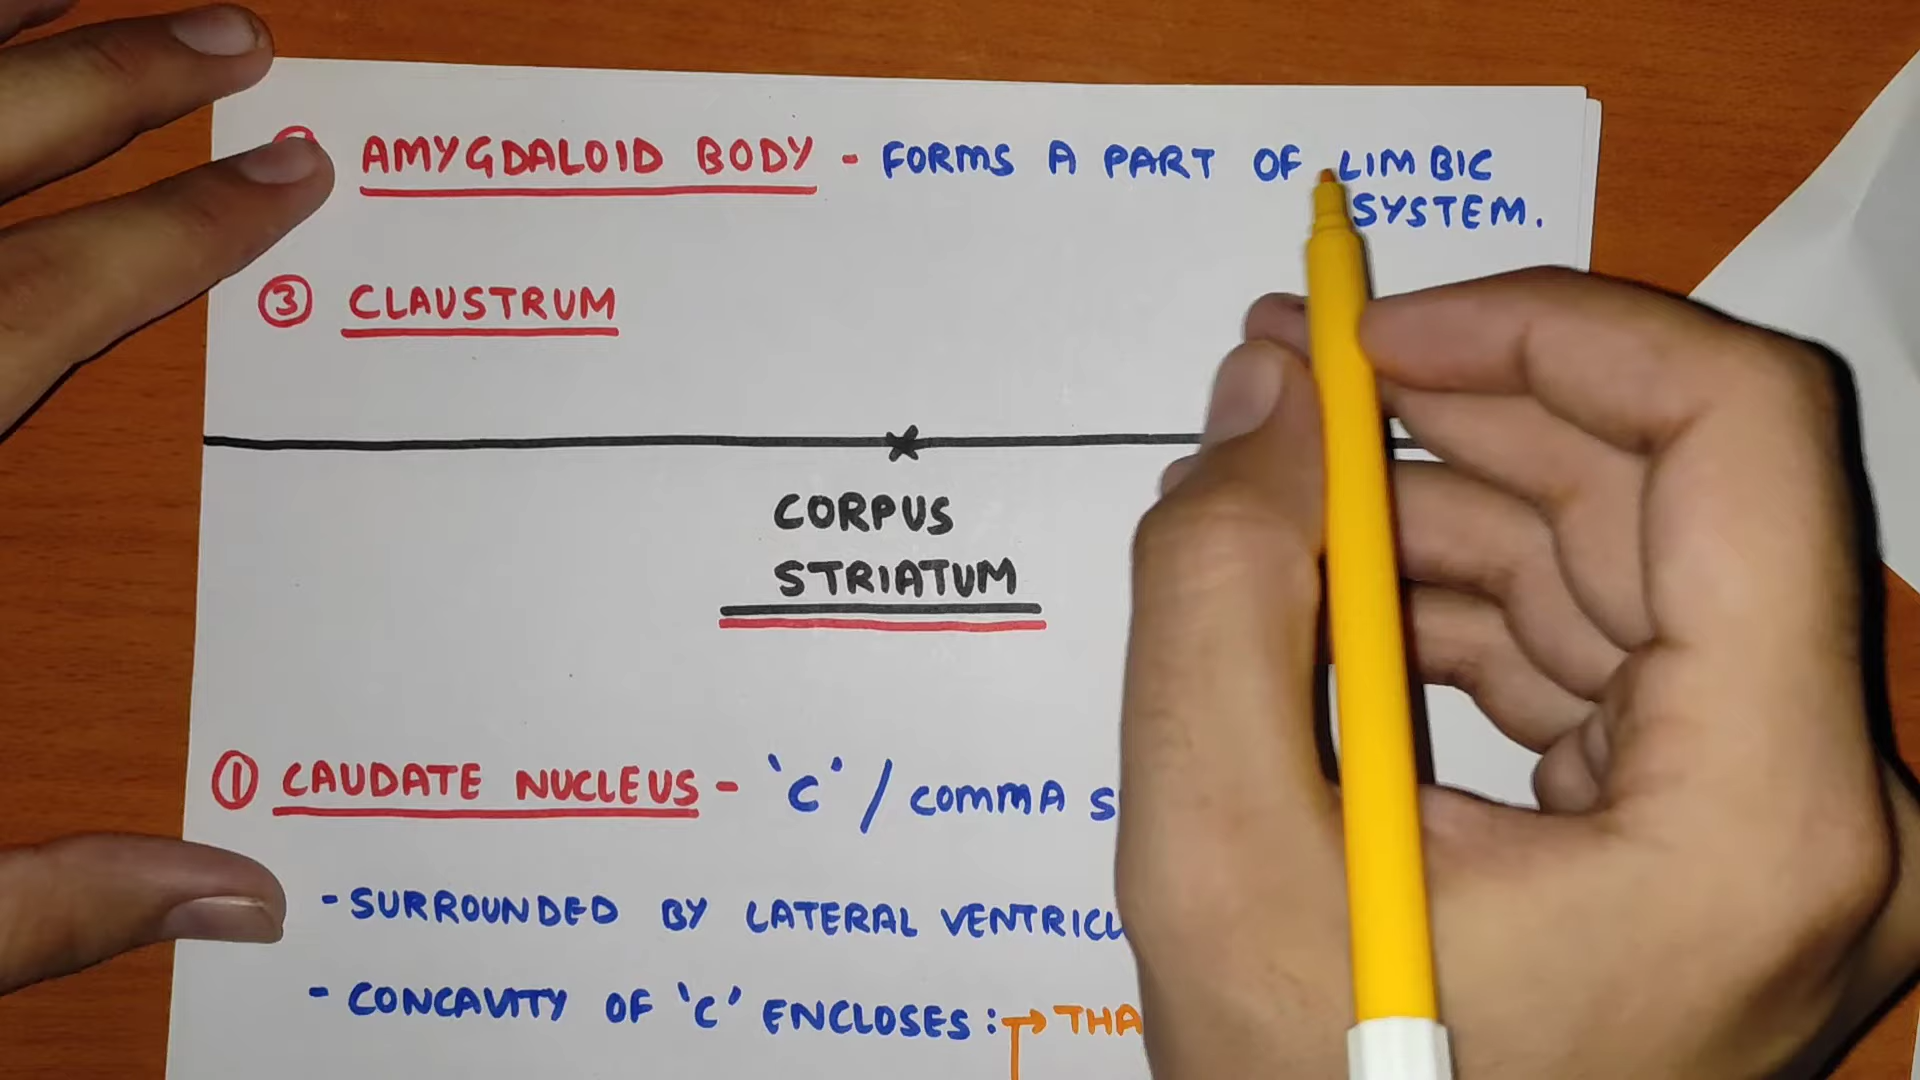 AMYGDALOID BODY - FORMS A PART OF LIMBIC
SYSTEM.
③ CLAUSTRUM
CORPUS
STRIATUM
① CAUDATE NUCLEUS - 'C' / COMMA
- SURROUNDED BY LATERAL
- CONCAVITY OF 'C' ENCLOSES: →